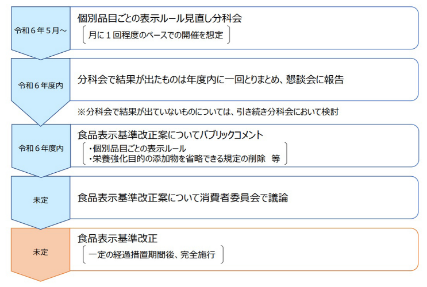 令和６年５月～
個別品目ごとの表示ルール見直し分科会
月に１回程度のペースでの開催を想定
令和６年度内
分科会で結果が出たものは年度内に一回とりまとめ、懇談会に報告
※分科会で結果が出ていないものについては、引き続き分科会において検討
令和６年度内
食品表示基準改正案についてパブリックコメント
・個別品目ごとの表示ルール
・栄養強化目的の添加物を省略できる規定の削除　等
未定
食品表示基準改正案について消費者委員会で議論
未定
食品表示基準改正
一定の経過措置期間後、完全施行